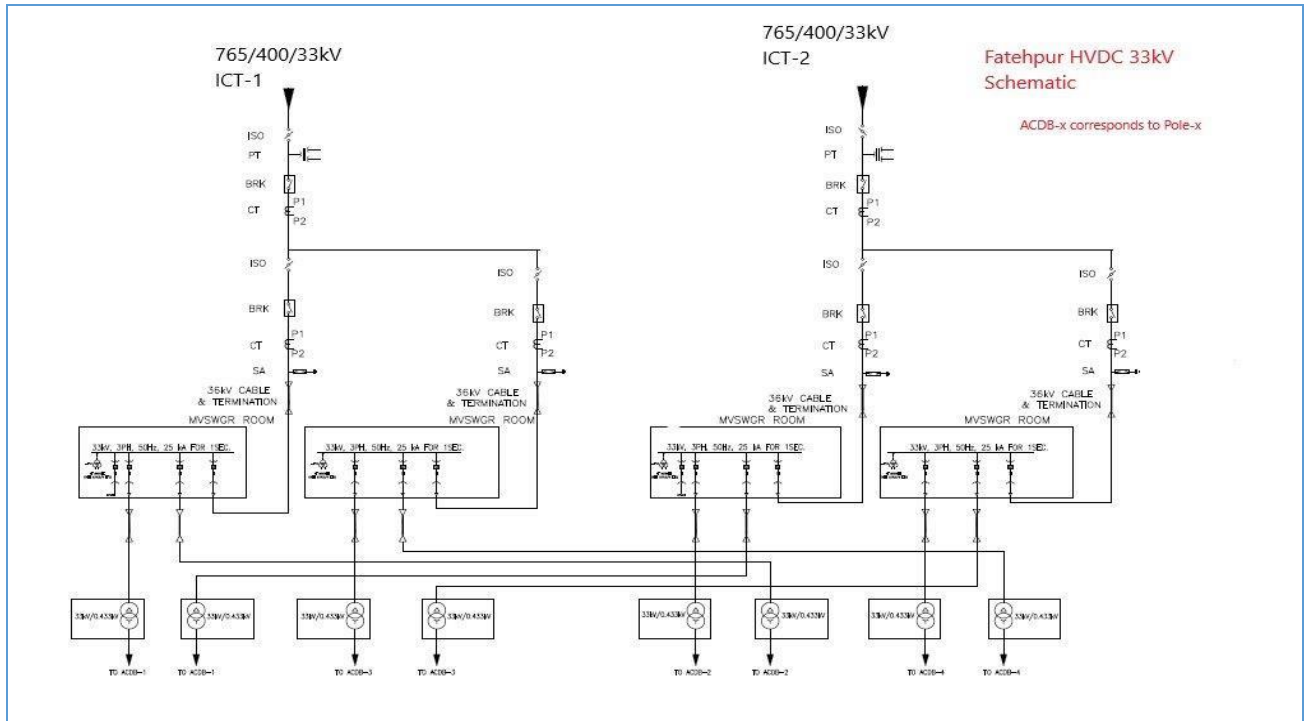 765/400/33kV
ICT-1
765/400/33kV
ICT-2
Fatehpur HVDC 33kV
Schematic
ACDB-x corresponds to Pole-x
ISO
PT
BRK
CT
P1
P2
ISO
PT
BRK
CT
P1
P2
ISO
BRK
CT
P1
P2
SA
36kV CABLE
& TERMINATION
MVSWGR ROOM
ISO
BRK
CT
P1
P2
SA
36kV CABLE
& TERMINATION
MVSWGR ROOM
ISO
BRK
CT
P1
P2
SA
36kV CABLE
& TERMINATION
MVSWGR ROOM
ISO
BRK
CT
P1
P2
SA
36kV CABLE
& TERMINATION
MVSWGR ROOM
33kV, 3PH, 50Hz, 25 kA FOR 1SEC.
33kV, 3PH, 50Hz, 25 kA FOR 1SEC.
33kV, 3PH, 50Hz, 25 kA FOR 1SEC.
33kV, 3PH, 50Hz, 25 kA FOR 1SEC.
33kV/0.433kV
33kV/0.433kV
33kV/0.433kV
33kV/0.433kV
33kV/0.433kV
33kV/0.433kV
33kV/0.433kV
33kV/0.433kV
TO ACDB-1
TO ACDB-1
TO ACDB-3
TO ACDB-3
TO ACDB-2
TO ACDB-2
TO ACDB-4
TO ACDB-4